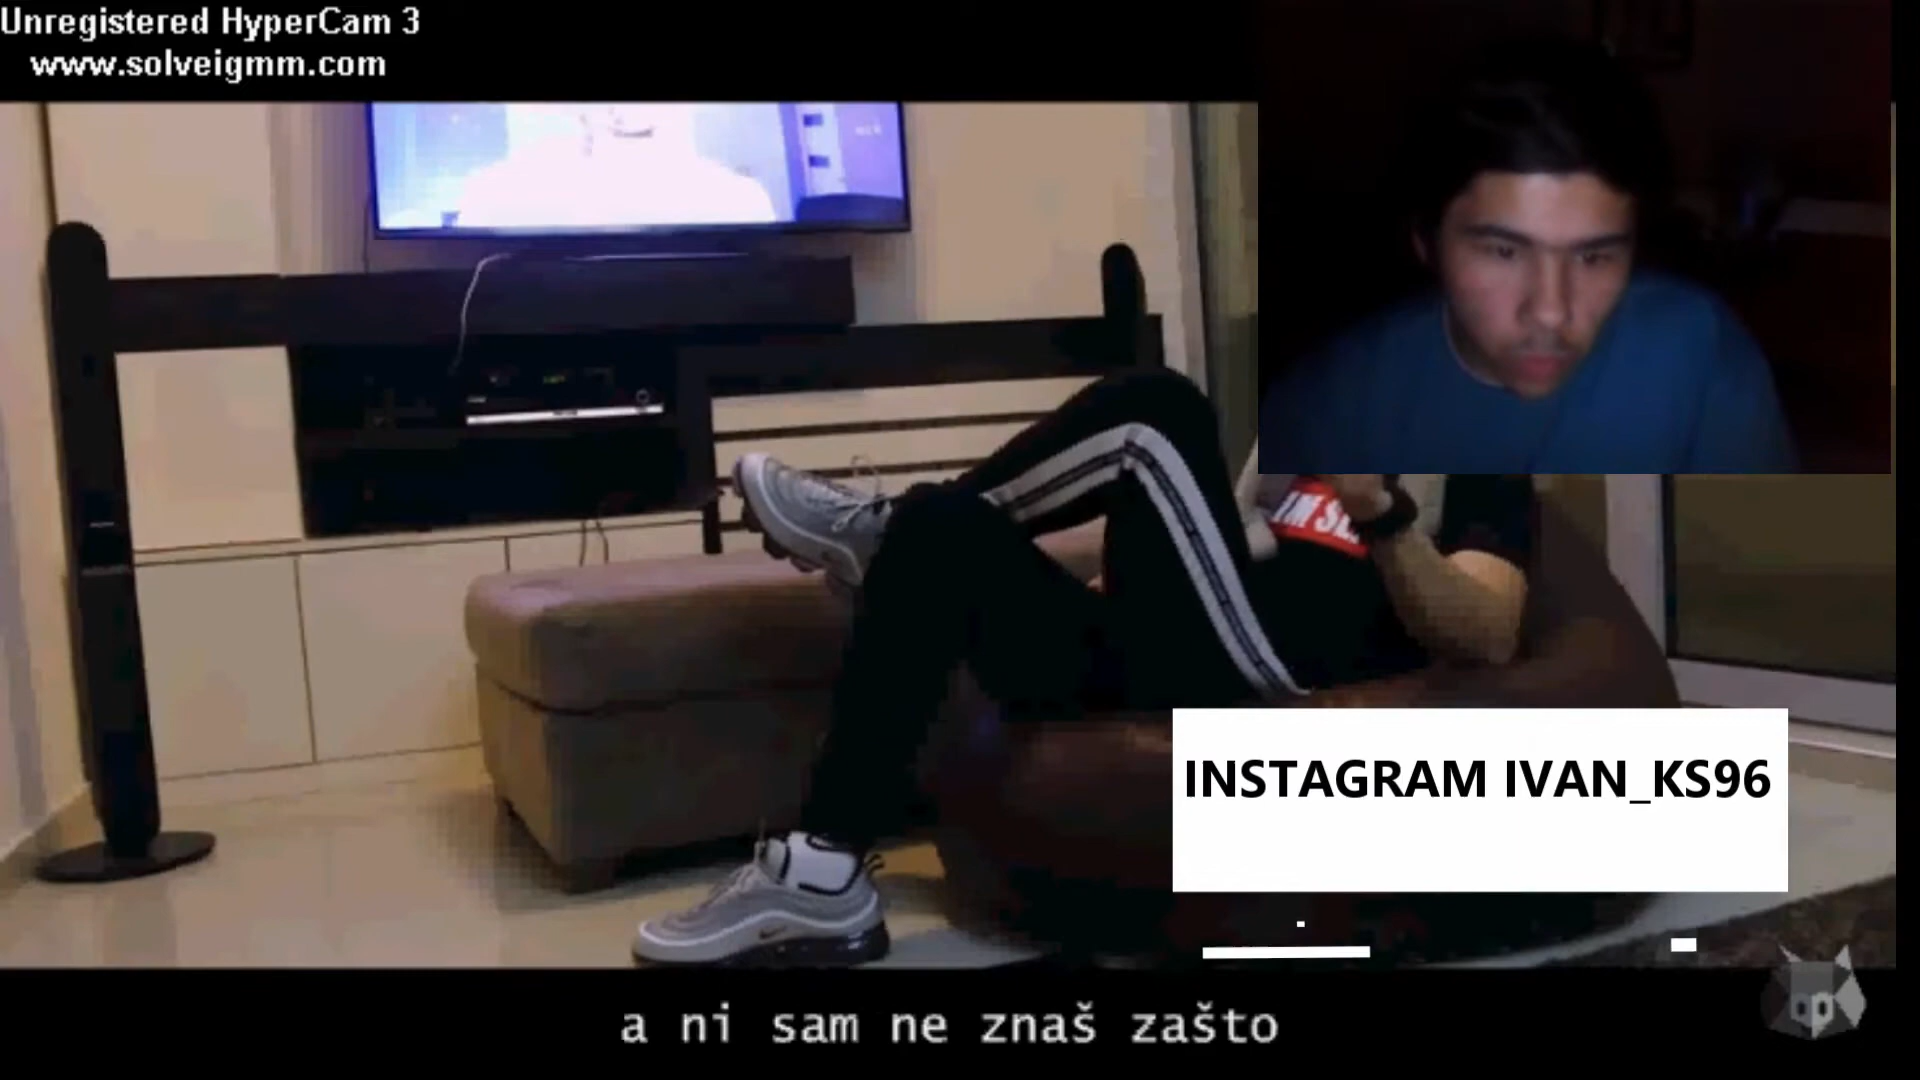 Unregistered HyperCam 3
www.solveigmm.com
INSTAGRAM IVAN_KS96
a ni sam ne znaš zašto